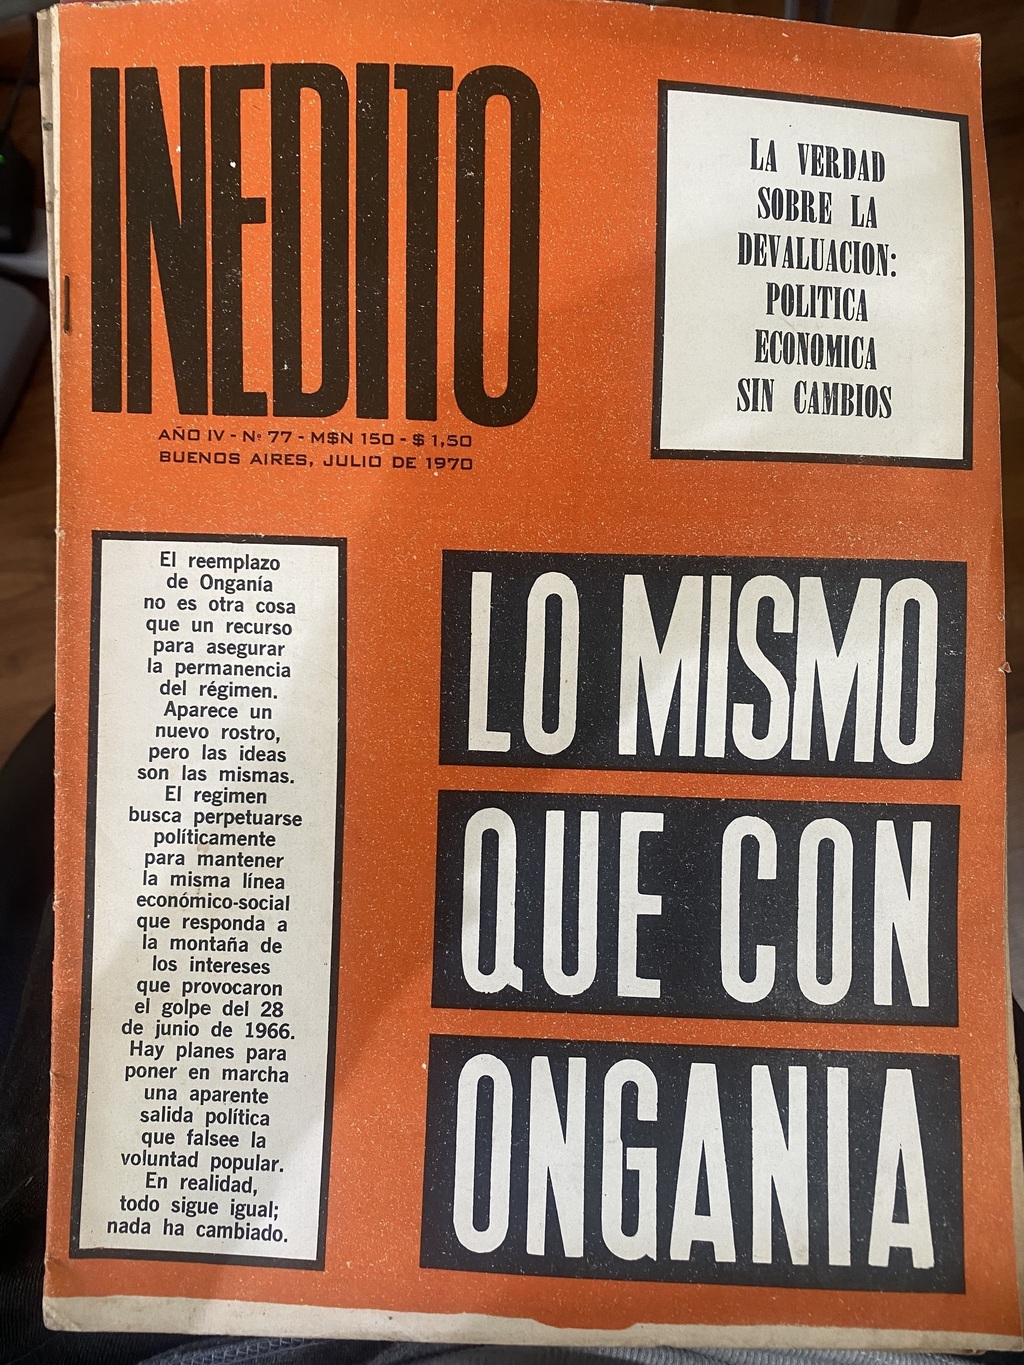 INEDITO
AÑO IV - Nº 77 - M$N 150 - $ 1,50
BUENOS AIRES, JULIO DE 1970
LA VERDAD
SOBRE LA
DEVALUACION:
POLITICA
ECONOMICA
SIN CAMBIOS
El reemplazo
de Onganía
no es otra cosa
que un recurso
para asegurar
la permanencia
del régimen.
Aparece un
nuevo rostro,
pero las ideas
son las mismas.
El regimen
busca perpetuarse
políticamente
para mantener
la misma línea
económico-social
que responda a
la montaña de
los intereses
que provocaron
el golpe del 28
de junio de 1966.
Hay planes para
poner en marcha
una aparente
salida política
que falsee la
voluntad popular.
En realidad,
todo sigue igual;
nada ha cambiado.
LO MISMO
QUE CON
ONGANIA